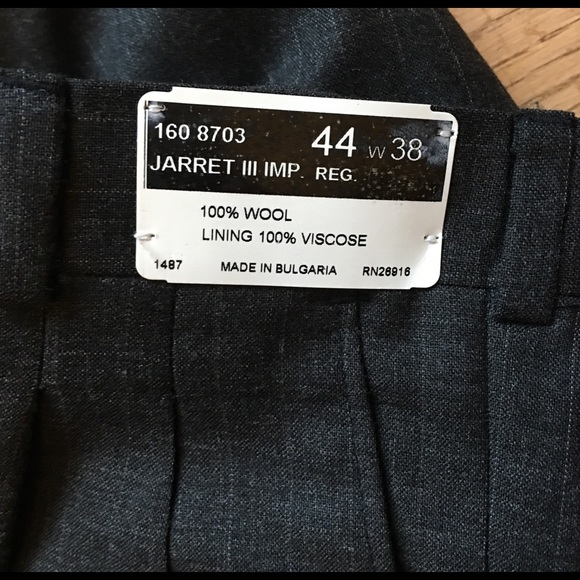 160 8703 44 W 38
JARRET III IMP. REG.
100% WOOL
LINING 100% VISCOSE
1487 MADE IN BULGARIA RN26916